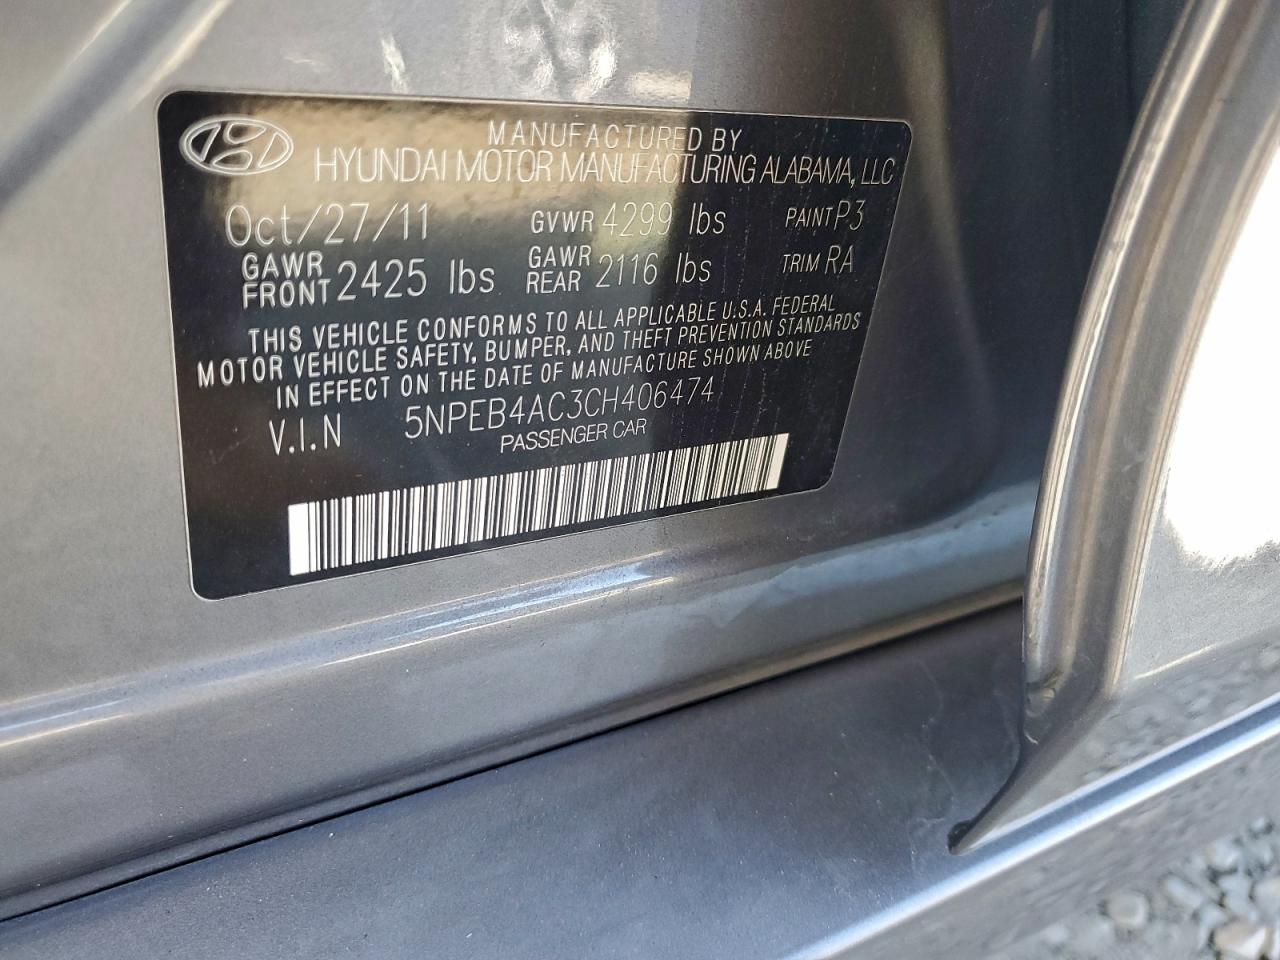 MANUFACTURED BY
HYUNDAI MOTOR MANUFACTURING ALABAMA, LLC
Oct/27/11 GVWR 4299 lbs PAINT P3
GAWR FRONT 2425 lbs GAWR REAR 2116 lbs TRIM RA
THIS VEHICLE CONFORMS TO ALL APPLICABLE U.S.A. FEDERAL
MOTOR VEHICLE SAFETY, BUMPER, AND THEFT PREVENTION STANDARDS
IN EFFECT ON THE DATE OF MANUFACTURE SHOWN ABOVE
V.I.N 5NPEB4AC3CH406474
PASSENGER CAR